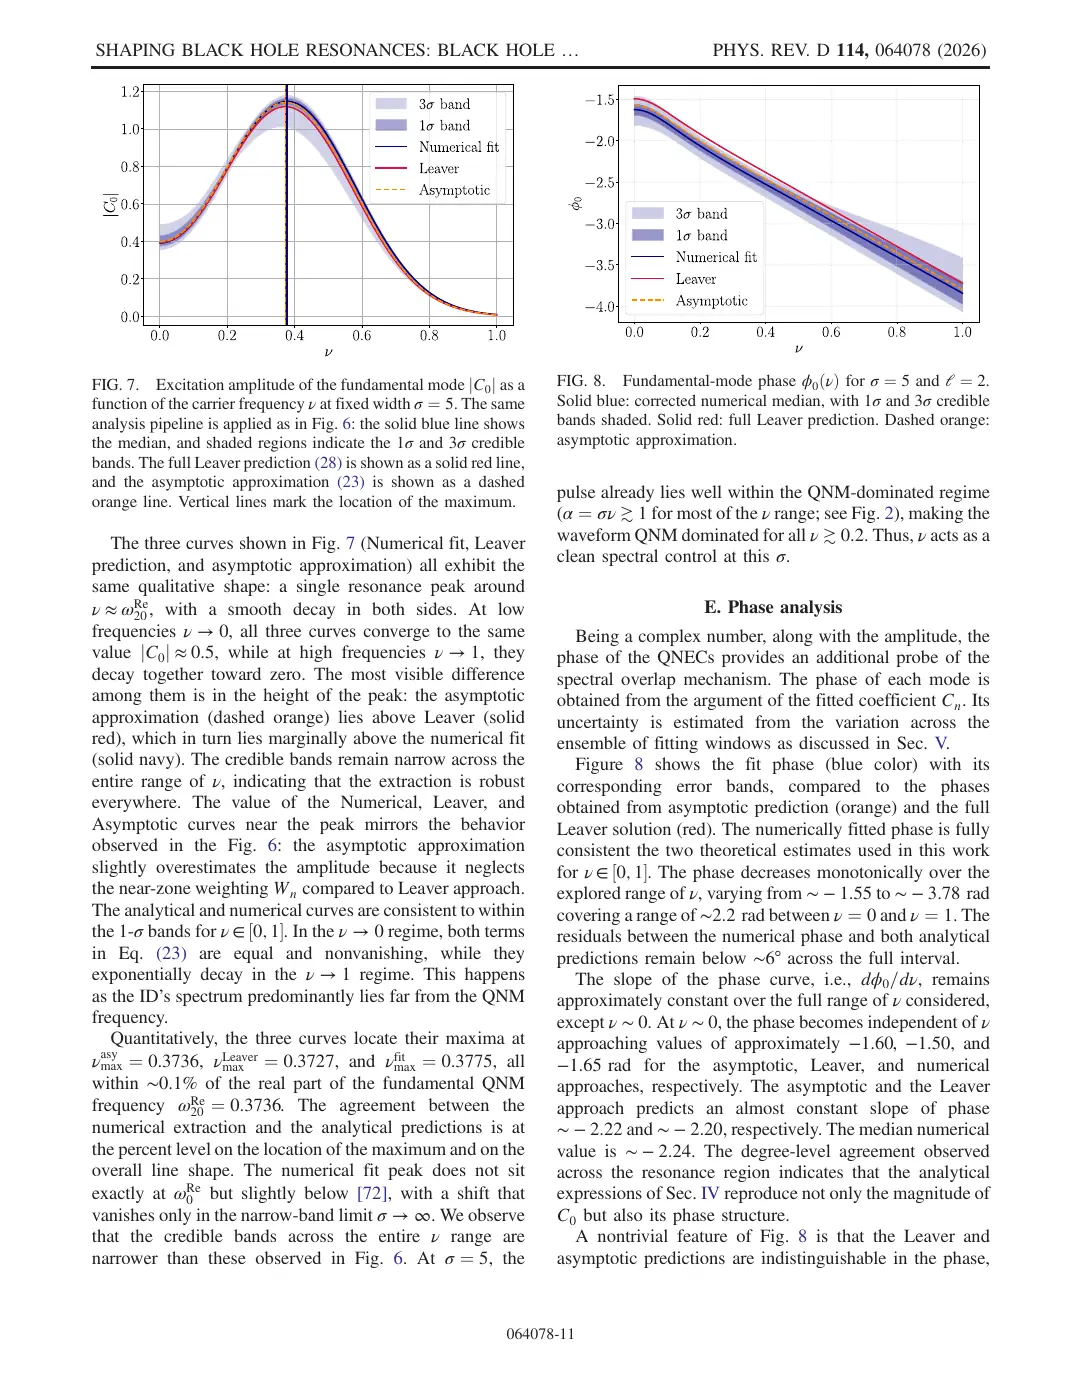 SHAPING BLACK HOLE RESONANCES: BLACK HOLE …
PHYS. REV. D 114, 064078 (2026)
1.2
1.0
0.8
0.6
0.4
0.2
0.0
|C₀|
3σ band
1σ band
Numerical fit
Leaver
Asymptotic
0.0 0.2 0.4 0.6 0.8 1.0
ν
FIG. 7. Excitation amplitude of the fundamental mode |C₀| as a
function of the carrier frequency ν at fixed width σ = 5. The same
analysis pipeline is applied as in Fig. 6: the solid blue line shows
the median, and shaded regions indicate the 1σ and 3σ credible
bands. The full Leaver prediction (28) is shown as a solid red line,
and the asymptotic approximation (23) is shown as a dashed
orange line. Vertical lines mark the location of the maximum.
The three curves shown in Fig. 7 (Numerical fit, Leaver
prediction, and asymptotic approximation) all exhibit the
same qualitative shape: a single resonance peak around
ν ≈ ω₂₀ᴿᵉ, with a smooth decay in both sides. At low
frequencies ν → 0, all three curves converge to the same
value |C₀| ≈ 0.5, while at high frequencies ν → 1, they
decay together toward zero. The most visible difference
among them is in the height of the peak: the asymptotic
approximation (dashed orange) lies above Leaver (solid
red), which in turn lies marginally above the numerical fit
(solid navy). The credible bands remain narrow across the
entire range of ν, indicating that the extraction is robust
everywhere. The value of the Numerical, Leaver, and
Asymptotic curves near the peak mirrors the behavior
observed in the Fig. 6: the asymptotic approximation
slightly overestimates the amplitude because it neglects
the near-zone weighting Wₙ compared to Leaver approach.
The analytical and numerical curves are consistent to within
the 1-σ bands for ν ∈ [0, 1]. In the ν → 0 regime, both terms
in Eq. (23) are equal and nonvanishing, while they
exponentially decay in the ν → 1 regime. This happens
as the ID's spectrum predominantly lies far from the QNM
frequency.
Quantitatively, the three curves locate their maxima at
ν_max^asy = 0.3736, ν_max^Leaver = 0.3727, and ν_max^fit = 0.3775, all
within ∼0.1% of the real part of the fundamental QNM
frequency ω₂₀ᴿᵉ = 0.3736. The agreement between the
numerical extraction and the analytical predictions is at
the percent level on the location of the maximum and on the
overall line shape. The numerical fit peak does not sit
exactly at ω₀ᴿᵉ but slightly below [72], with a shift that
vanishes only in the narrow-band limit σ → ∞. We observe
that the credible bands across the entire ν range are
narrower than these observed in Fig. 6. At σ = 5, the
−1.5
−2.0
−2.5
−3.0
−3.5
−4.0
ϕ₀
3σ band
1σ band
Numerical fit
Leaver
Asymptotic
0.0 0.2 0.4 0.6 0.8 1.0
ν
FIG. 8. Fundamental-mode phase ϕ₀(ν) for σ = 5 and ℓ = 2.
Solid blue: corrected numerical median, with 1σ and 3σ credible
bands shaded. Solid red: full Leaver prediction. Dashed orange:
asymptotic approximation.
pulse already lies well within the QNM-dominated regime
(α = σν ≳ 1 for most of the ν range; see Fig. 2), making the
waveform QNM dominated for all ν ≳ 0.2. Thus, ν acts as a
clean spectral control at this σ.
E. Phase analysis
Being a complex number, along with the amplitude, the
phase of the QNECs provides an additional probe of the
spectral overlap mechanism. The phase of each mode is
obtained from the argument of the fitted coefficient Cₙ. Its
uncertainty is estimated from the variation across the
ensemble of fitting windows as discussed in Sec. V.
Figure 8 shows the fit phase (blue color) with its
corresponding error bands, compared to the phases
obtained from asymptotic prediction (orange) and the full
Leaver solution (red). The numerically fitted phase is fully
consistent the two theoretical estimates used in this work
for ν ∈ [0, 1]. The phase decreases monotonically over the
explored range of ν, varying from ∼ − 1.55 to ∼ − 3.78 rad
covering a range of ∼2.2 rad between ν = 0 and ν = 1. The
residuals between the numerical phase and both analytical
predictions remain below ∼6° across the full interval.
The slope of the phase curve, i.e., dϕ₀/dν, remains
approximately constant over the full range of ν considered,
except ν ∼ 0. At ν ∼ 0, the phase becomes independent of ν
approaching values of approximately −1.60, −1.50, and
−1.65 rad for the asymptotic, Leaver, and numerical
approaches, respectively. The asymptotic and the Leaver
approach predicts an almost constant slope of phase
∼ − 2.22 and ∼ − 2.20, respectively. The median numerical
value is ∼ − 2.24. The degree-level agreement observed
across the resonance region indicates that the analytical
expressions of Sec. IV reproduce not only the magnitude of
C₀ but also its phase structure.
A nontrivial feature of Fig. 8 is that the Leaver and
asymptotic predictions are indistinguishable in the phase,
064078-11